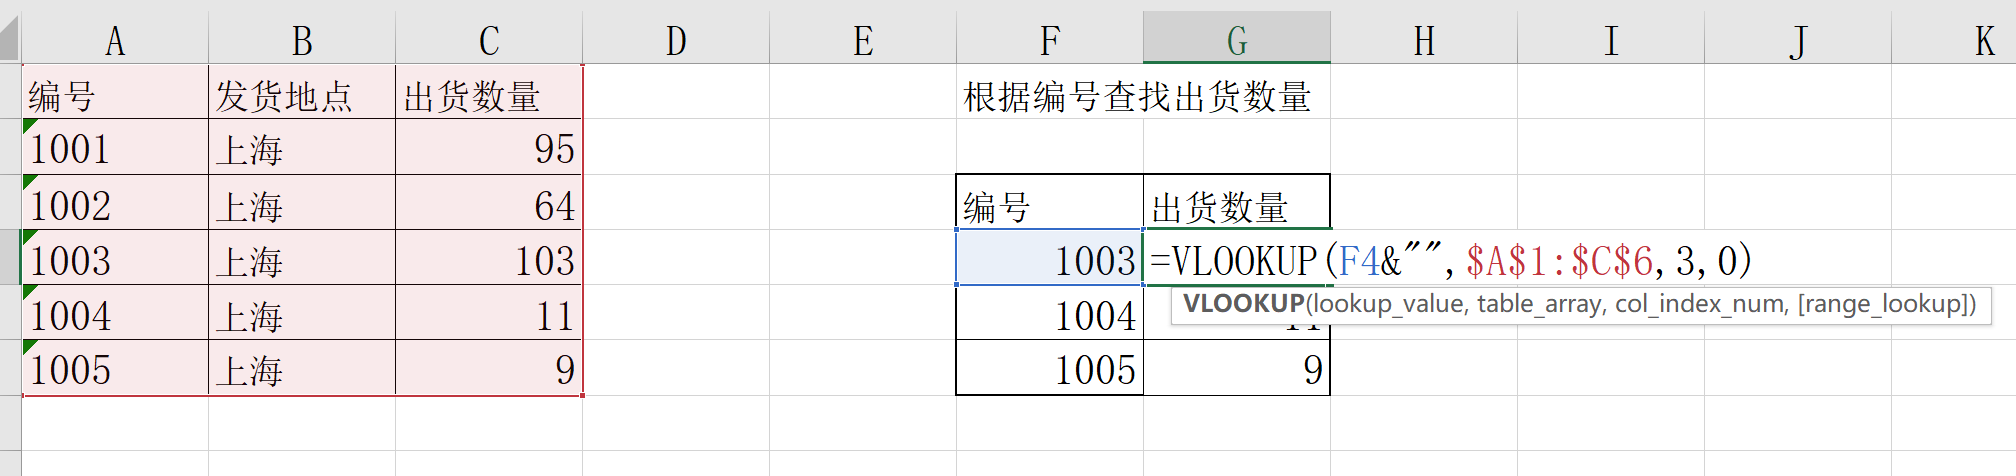 A B C D E F G H I J K
编号 发货地点 出货数量 根据编号查找出货数量
1001 上海 95
1002 上海 64 编号 出货数量
1003 上海 103 1003 =VLOOKUP(F4&"",$A$1:$C$6,3,0)
VLOOKUP(lookup_value, table_array, col_index_num, [range_lookup])
1004 上海 11 1004
1005 上海 9 1005 9